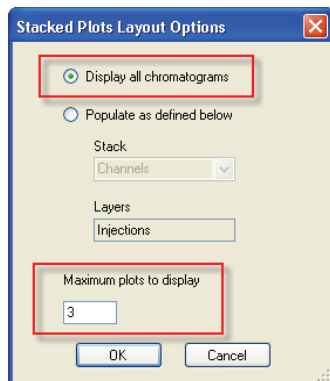 Stacked Plots Layout Options
Display all chromatograms
Populate as defined below
Stack
Channels
Layers
Injections
Maximum plots to display
3
OK Cancel